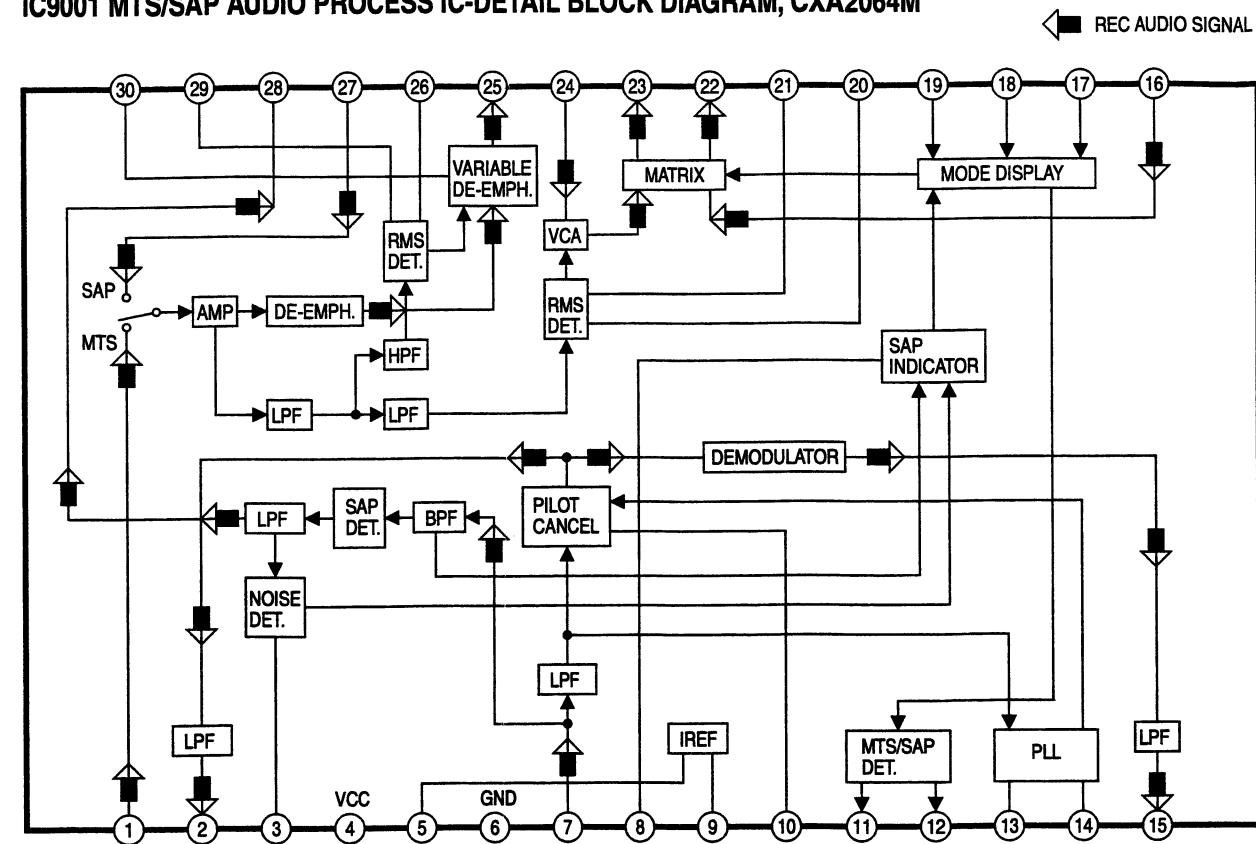 IC9001 MTS/SAP AUDIO PROCESS IC-DETAIL BLOCK DIAGRAM, CXA2064M
REC AUDIO SIGNAL
30 29 28 27 26 25 24 23 22 21 20 19 18 17 16
VARIABLE
DE-EMPH.
MATRIX
MODE DISPLAY
RMS
DET.
VCA
SAP
AMP
DE-EMPH.
RMS
DET.
MTS
HPF
SAP
INDICATOR
LPF
LPF
DEMODULATOR
LPF
SAP
DET.
BPF
PILOT
CANCEL
NOISE
DET.
LPF
LPF
IREF
MTS/SAP
DET.
PLL
LPF
VCC
GND
1 2 3 4 5 6 7 8 9 10 11 12 13 14 15